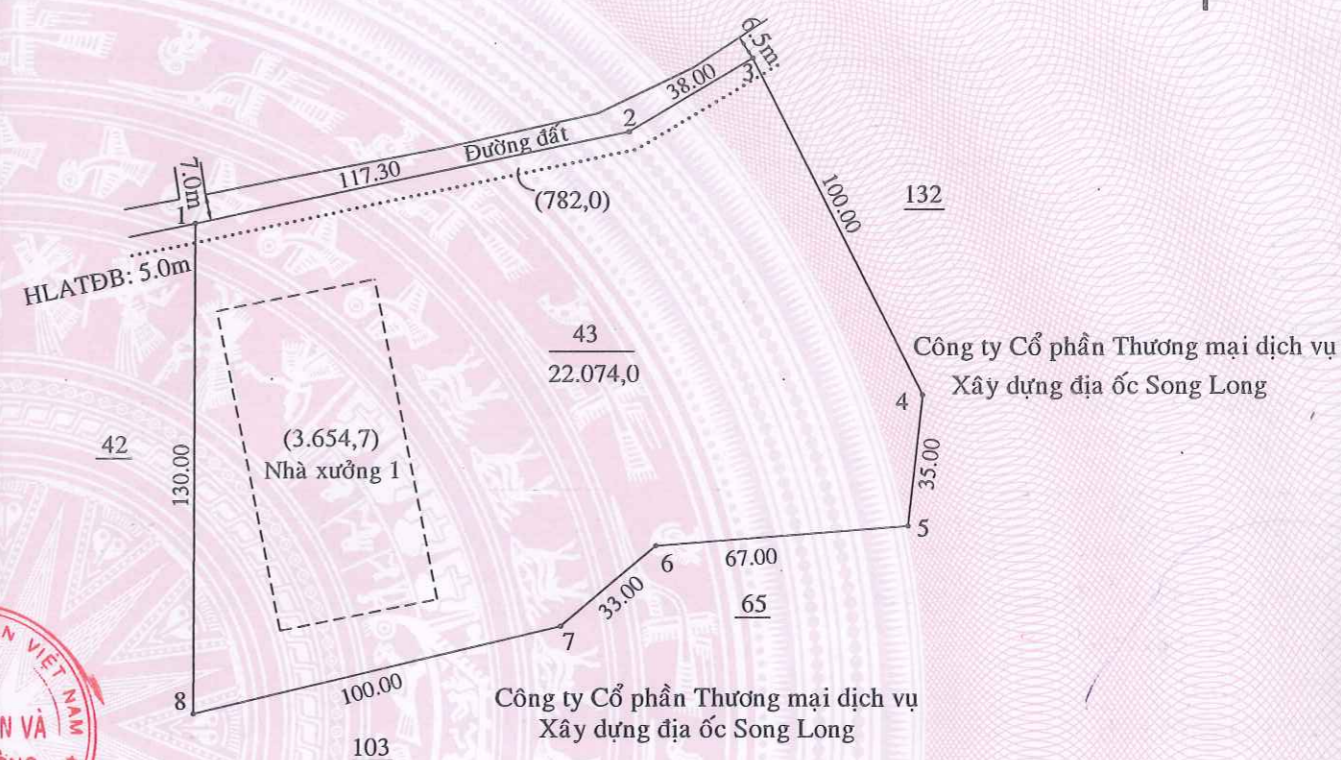 6.5m:
3
38.00
2
Đường đất
117.30
7.0m
1
(782,0)
100.00
132
HLATĐB: 5.0m
43
22.074,0
Công ty Cổ phần Thương mại dịch vụ
Xây dựng địa ốc Song Long
4
42
(3.654,7)
Nhà xưởng 1
130.00
35.00
5
6
67.00
33.00
65
7
100.00
8
Công ty Cổ phần Thương mại dịch vụ
Xây dựng địa ốc Song Long
103
N VIỆT NAM
N VÀ